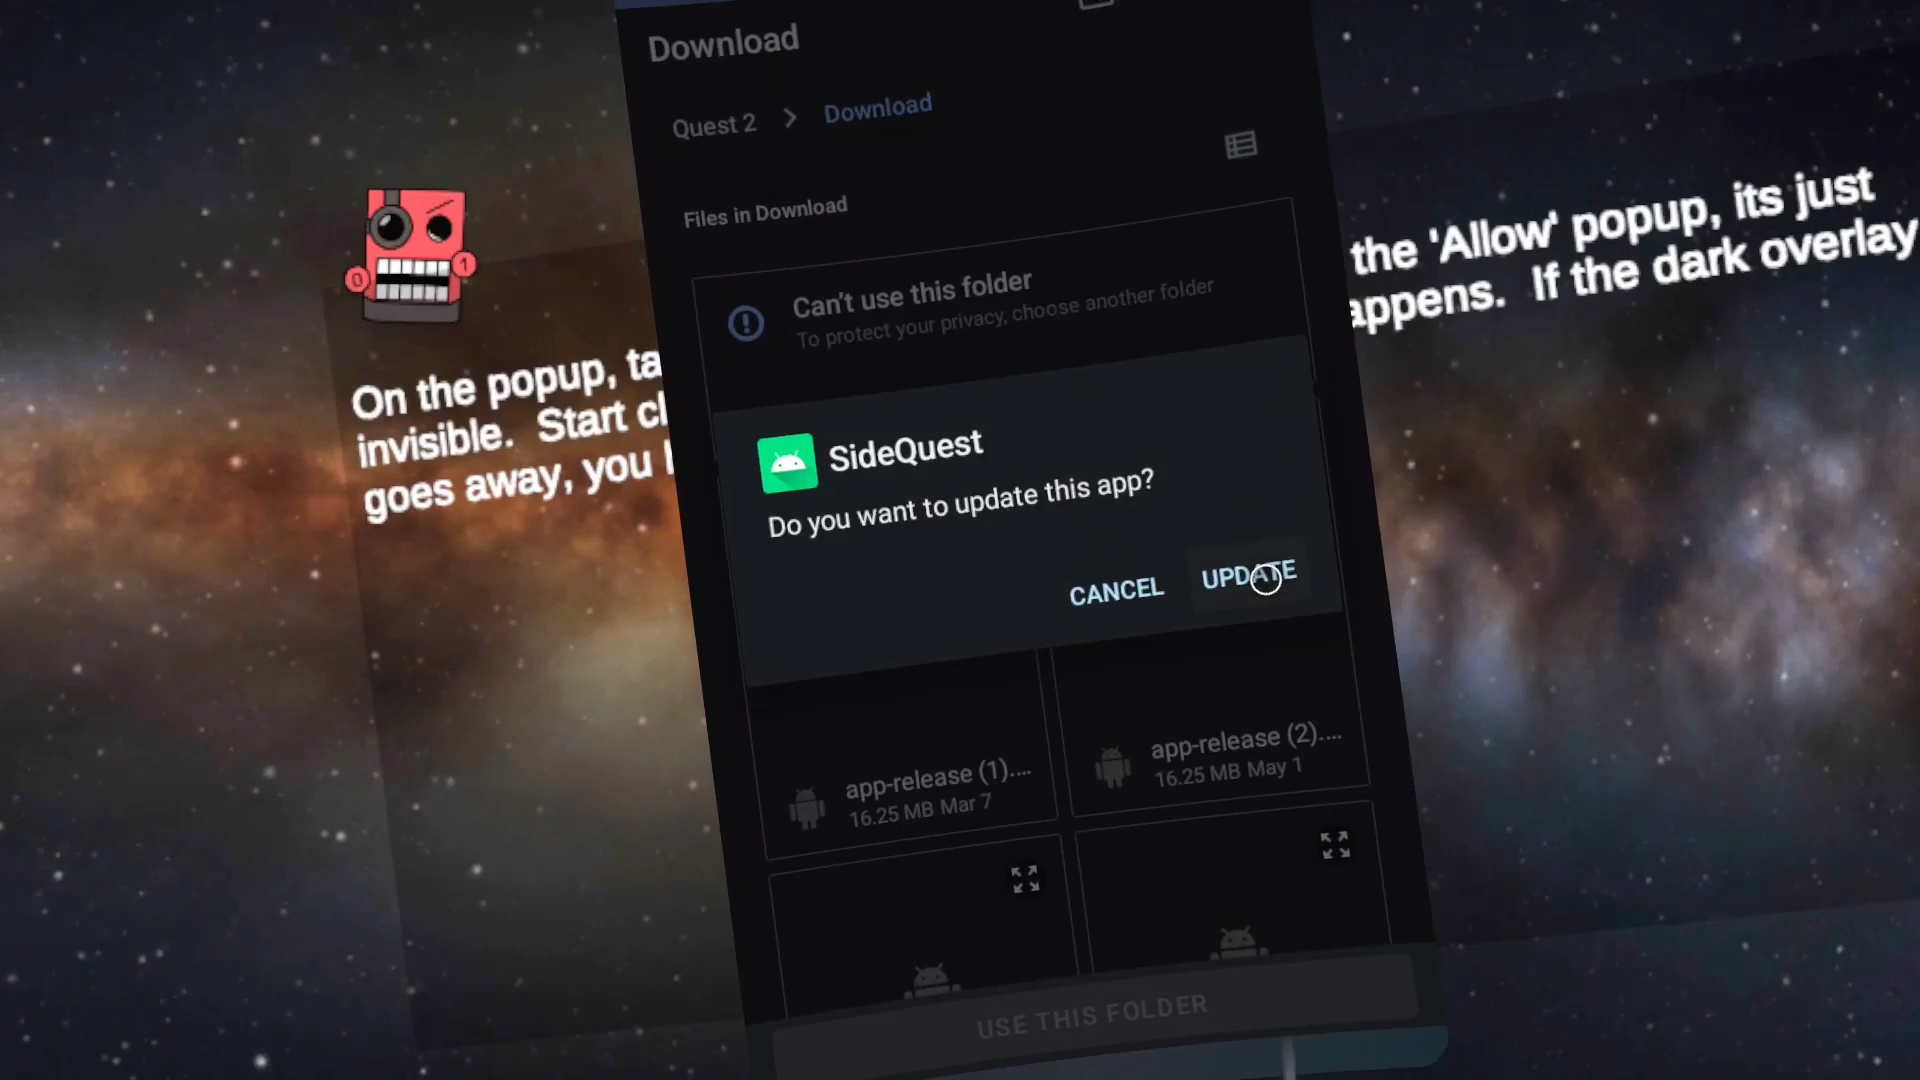 Download
Quest 2 > Download
Files in Download
Can't use this folder
To protect your privacy, choose another folder
0
1
On the popup, ta
invisible. Start cl
goes away, you
the 'Allow' popup, its just
appens. If the dark overlay
SideQuest
Do you want to update this app?
CANCEL
UPDATE
app-release (1)....
16.25 MB Mar 7
app-release (2)....
16.25 MB May 1
USE THIS FOLDER